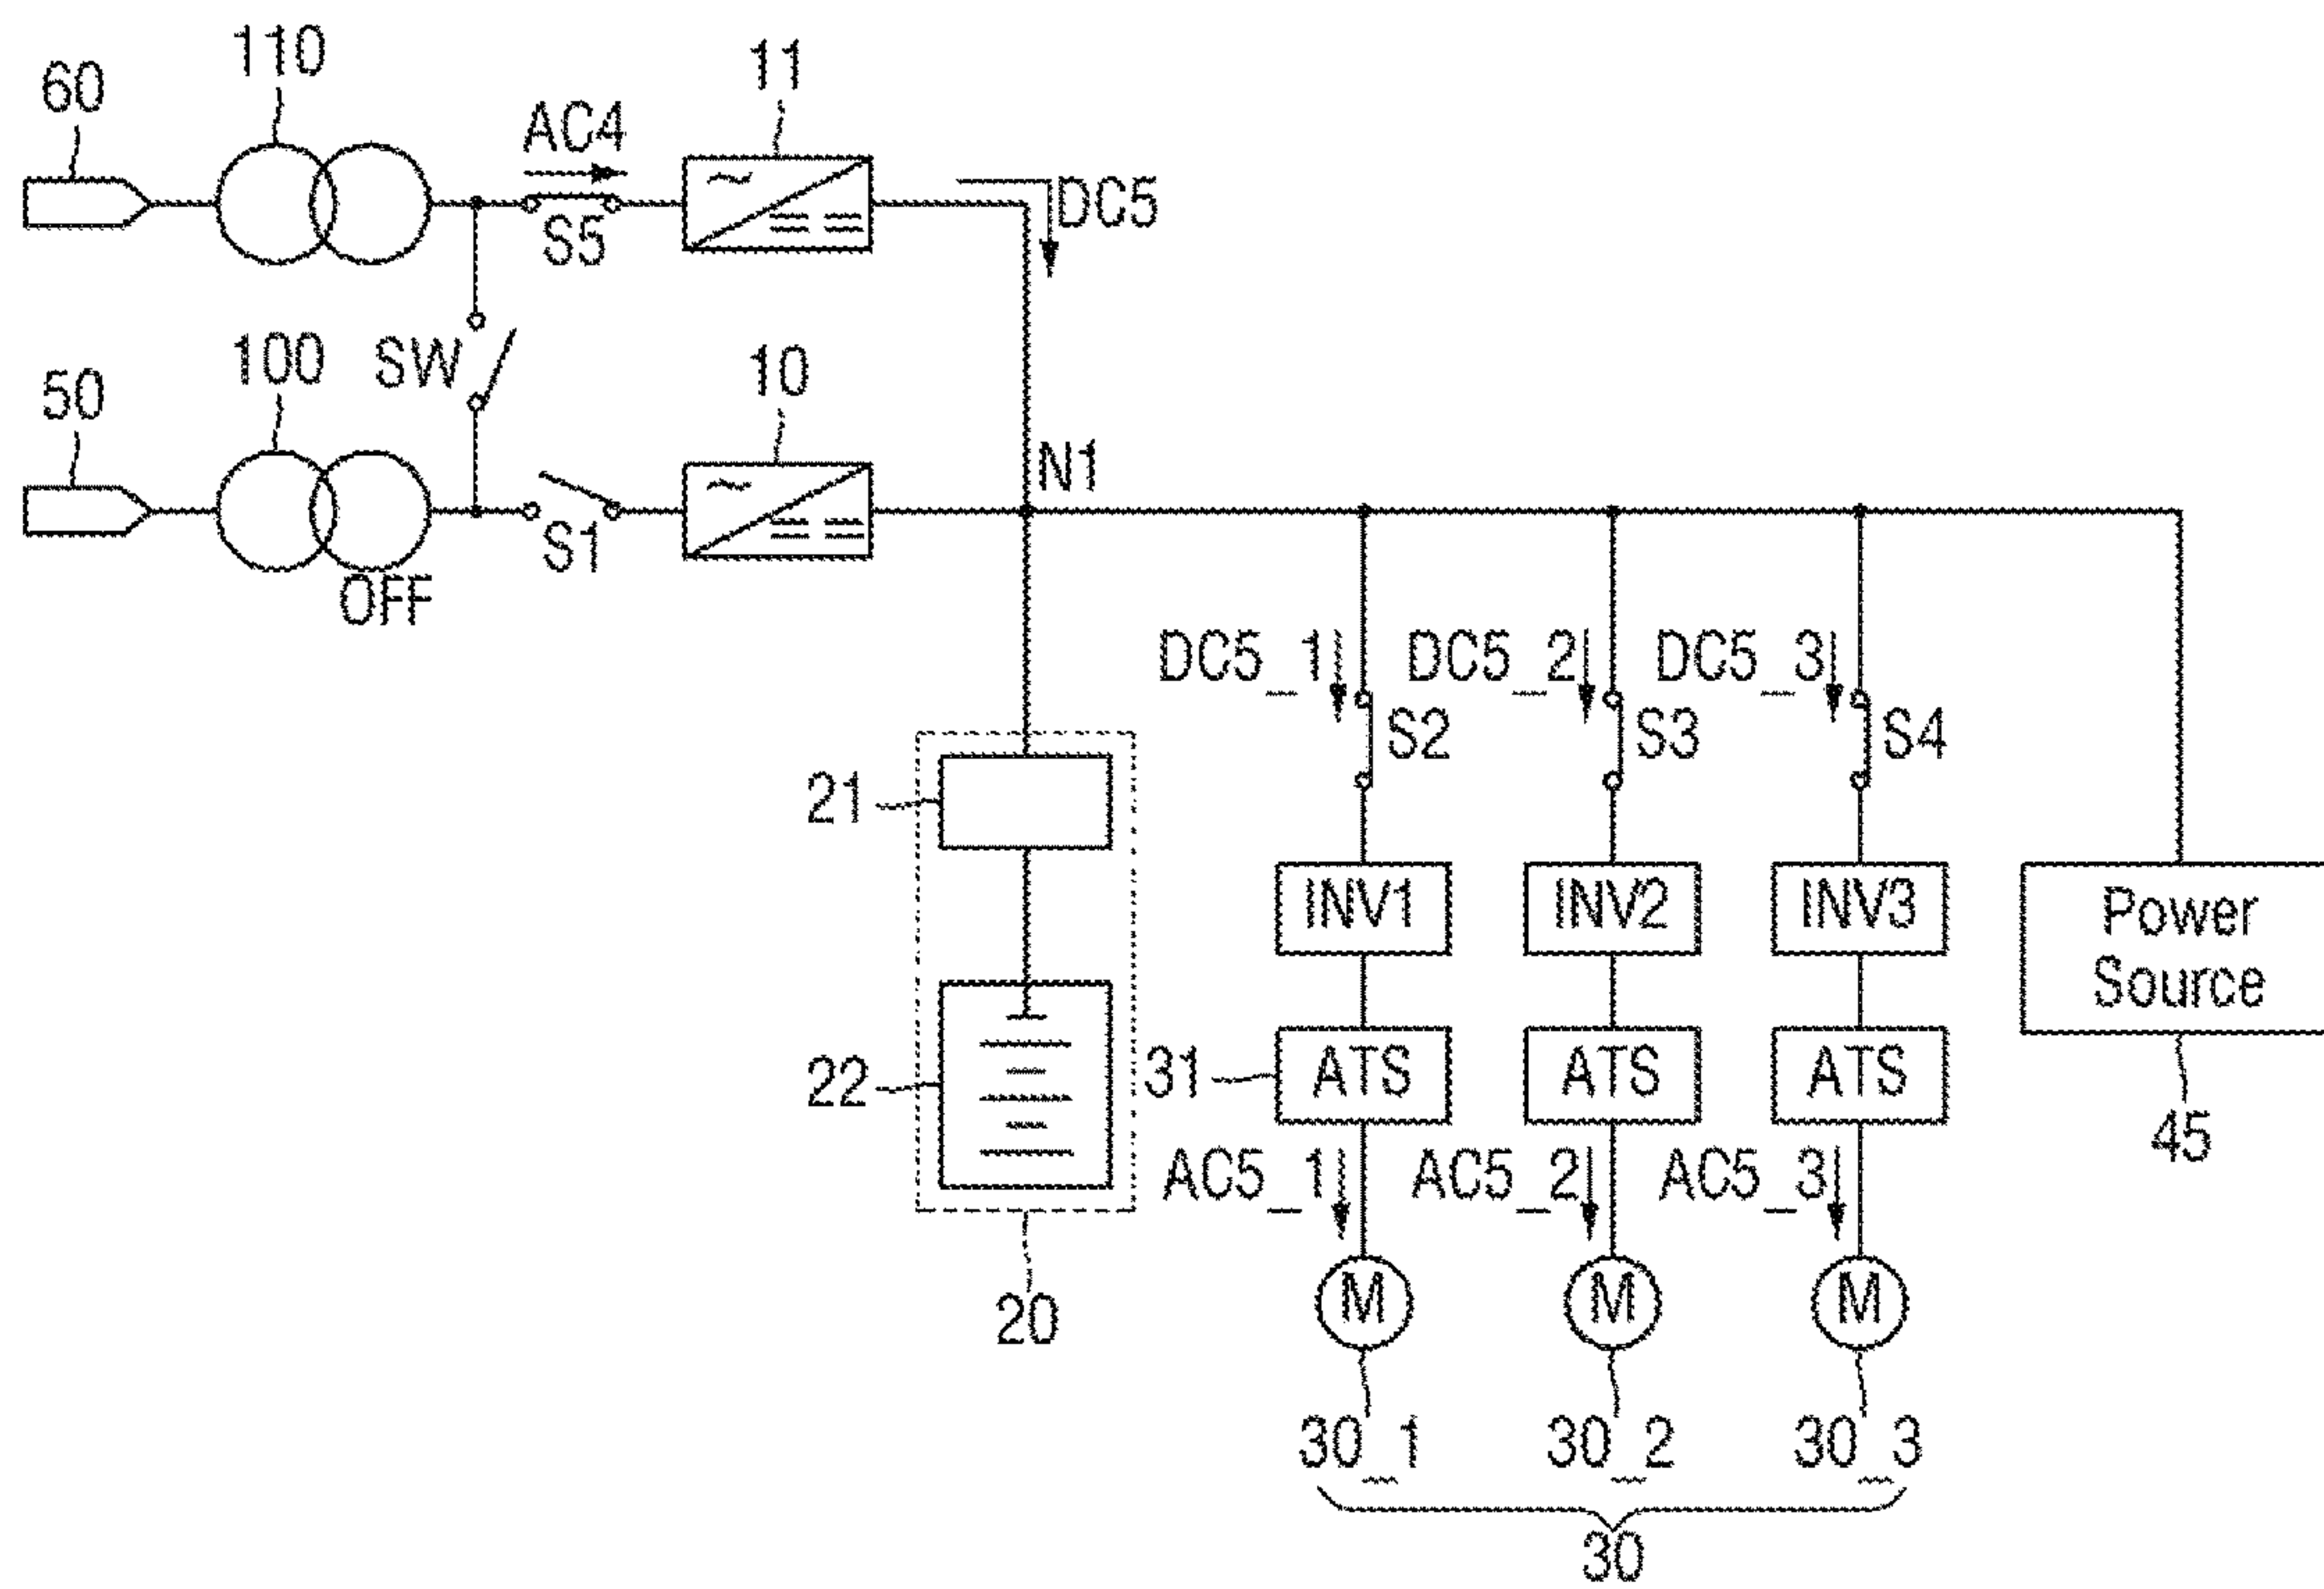 110
11
60
AC4
DC5
S5
100
SW
10
50
N1
S1
OFF
DC5_1
DC5_2
DC5_3
S2
S3
S4
21
INV1
INV2
INV3
Power
Source
22
31
ATS
ATS
ATS
45
AC5_1
AC5_2
AC5_3
20
M
M
M
30_1
30_2
30_3
30